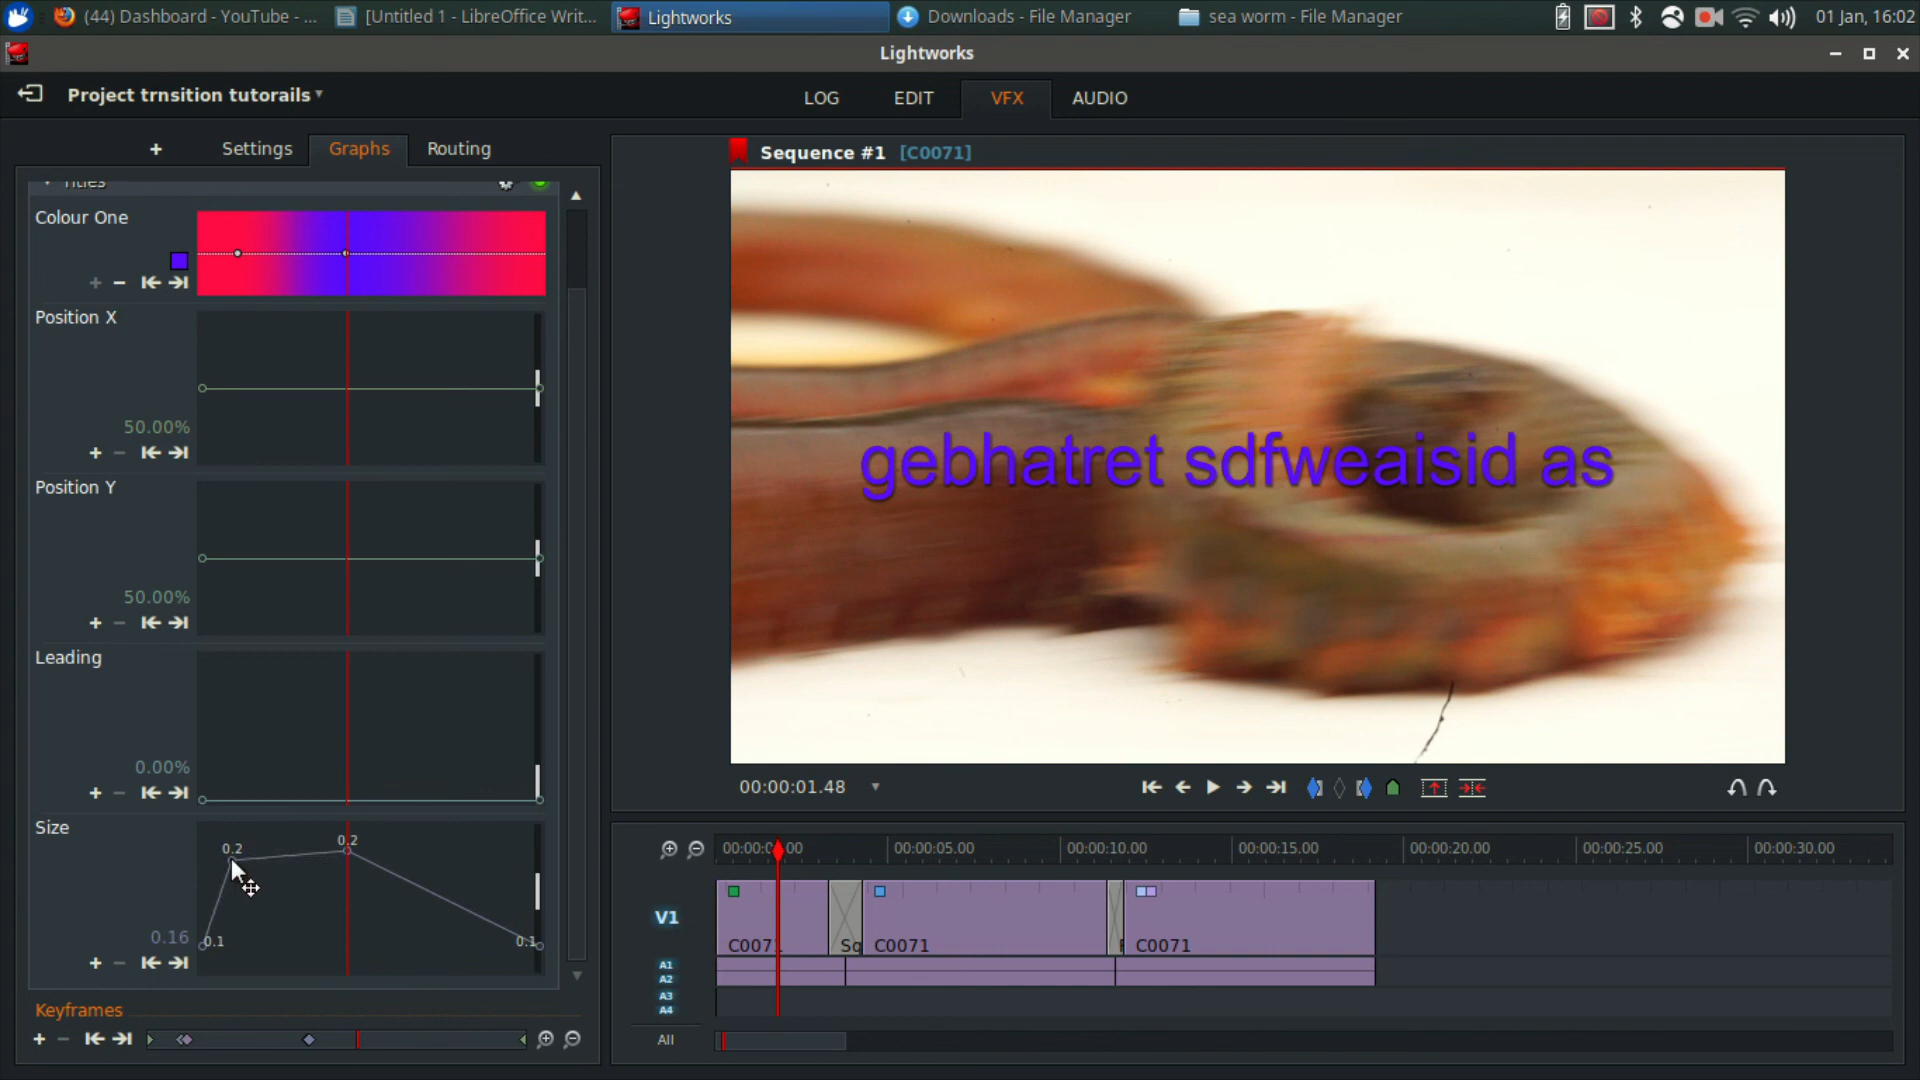 (44) Dashboard - YouTube - ...
[Untitled 1 - LibreOffice Writ...
Lightworks
Downloads - File Manager
sea worm - File Manager
01 Jan, 16:02
Lightworks
Project trnsition tutorails
LOG
EDIT
VFX
AUDIO
Settings
Graphs
Routing
Sequence #1 [C0071]
Titles
Colour One
Position X
50.00%
Position Y
50.00%
Leading
0.00%
Size
0.2
0.2
0.16
0.1
0.1
Keyframes
gebhatret sdfweaisid as
00:00:01.48
00:00:05.00
00:00:10.00
00:00:15.00
00:00:20.00
00:00:25.00
00:00:30.00
V1
C0071
Sq
C0071
C0071
A1
A2
A3
A4
All